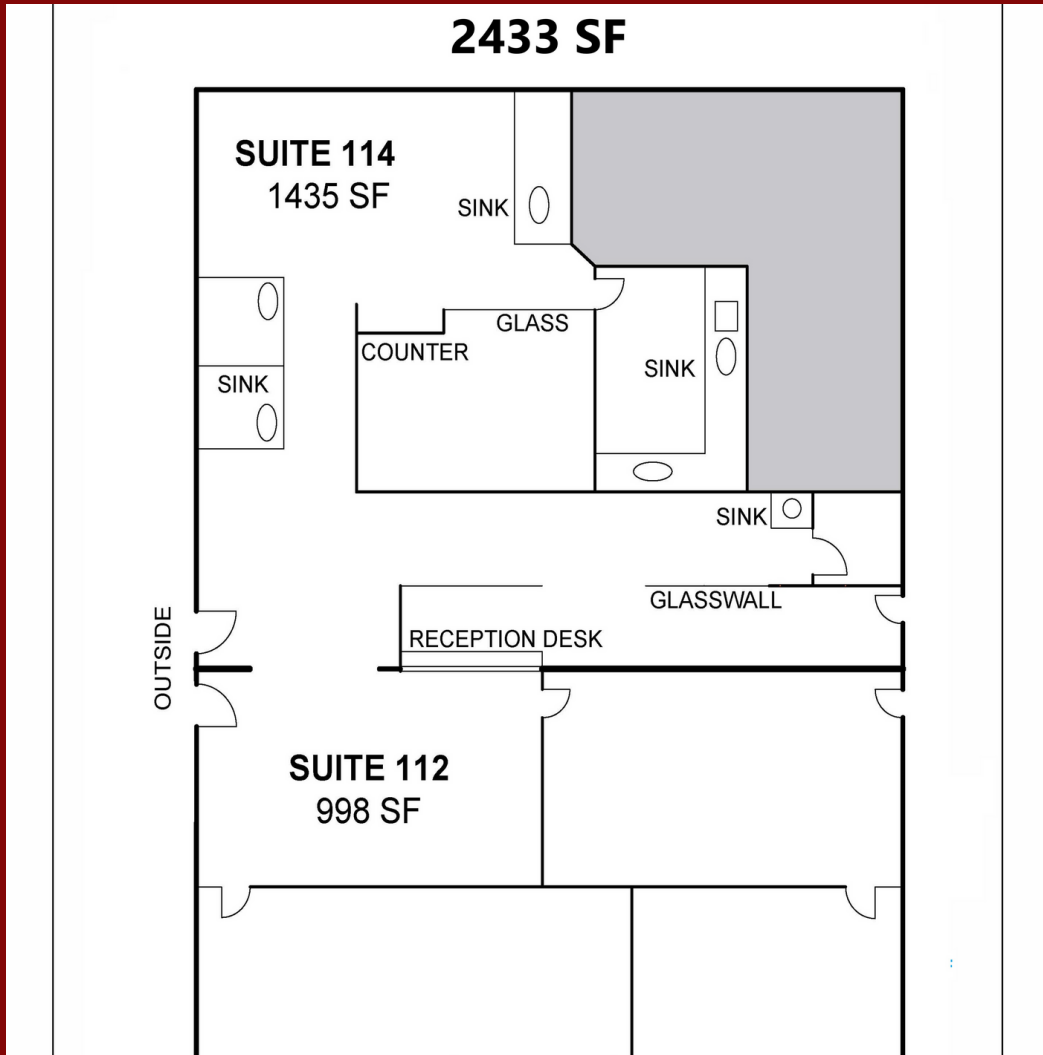 2433 SF
SUITE 114
1435 SF
SINK
GLASS
COUNTER
SINK
SINK
SINK
GLASSWALL
RECEPTION DESK
OUTSIDE
SUITE 112
998 SF